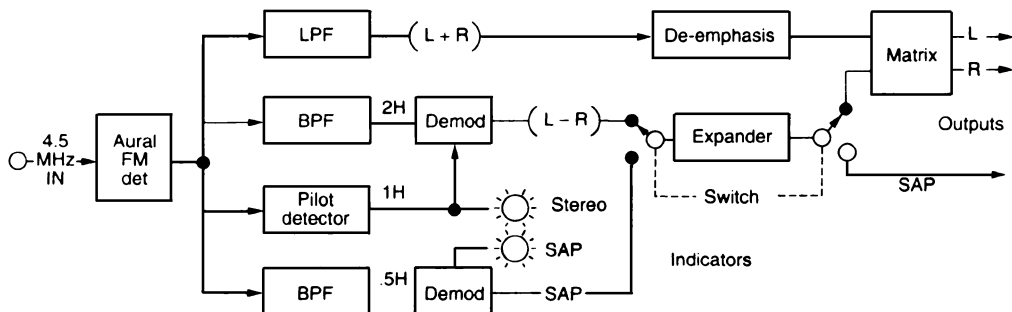 LPF
(L + R)
De-emphasis
Matrix
L
R
4.5
MHz
IN
Aural
FM
det
BPF
2H
Demod
(L – R)
Expander
Outputs
Pilot
detector
1H
Stereo
Switch
SAP
SAP
Indicators
BPF
.5H
Demod
SAP